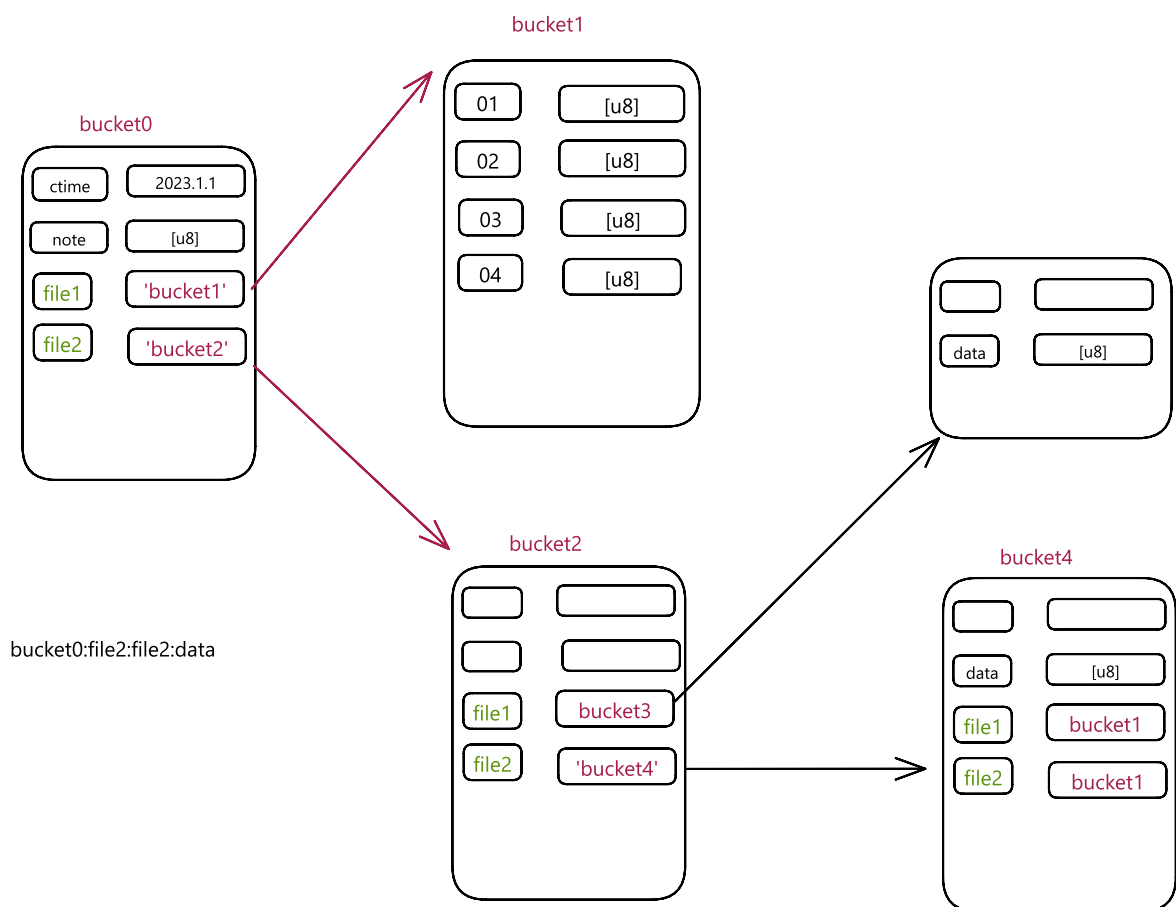 bucket0
ctime 2023.1.1
note [u8]
file1 'bucket1'
file2 'bucket2'
bucket1
01 [u8]
02 [u8]
03 [u8]
04 [u8]
data [u8]
bucket2
file1 bucket3
file2 'bucket4'
bucket4
data [u8]
file1 bucket1
file2 bucket1
bucket0:file2:file2:data